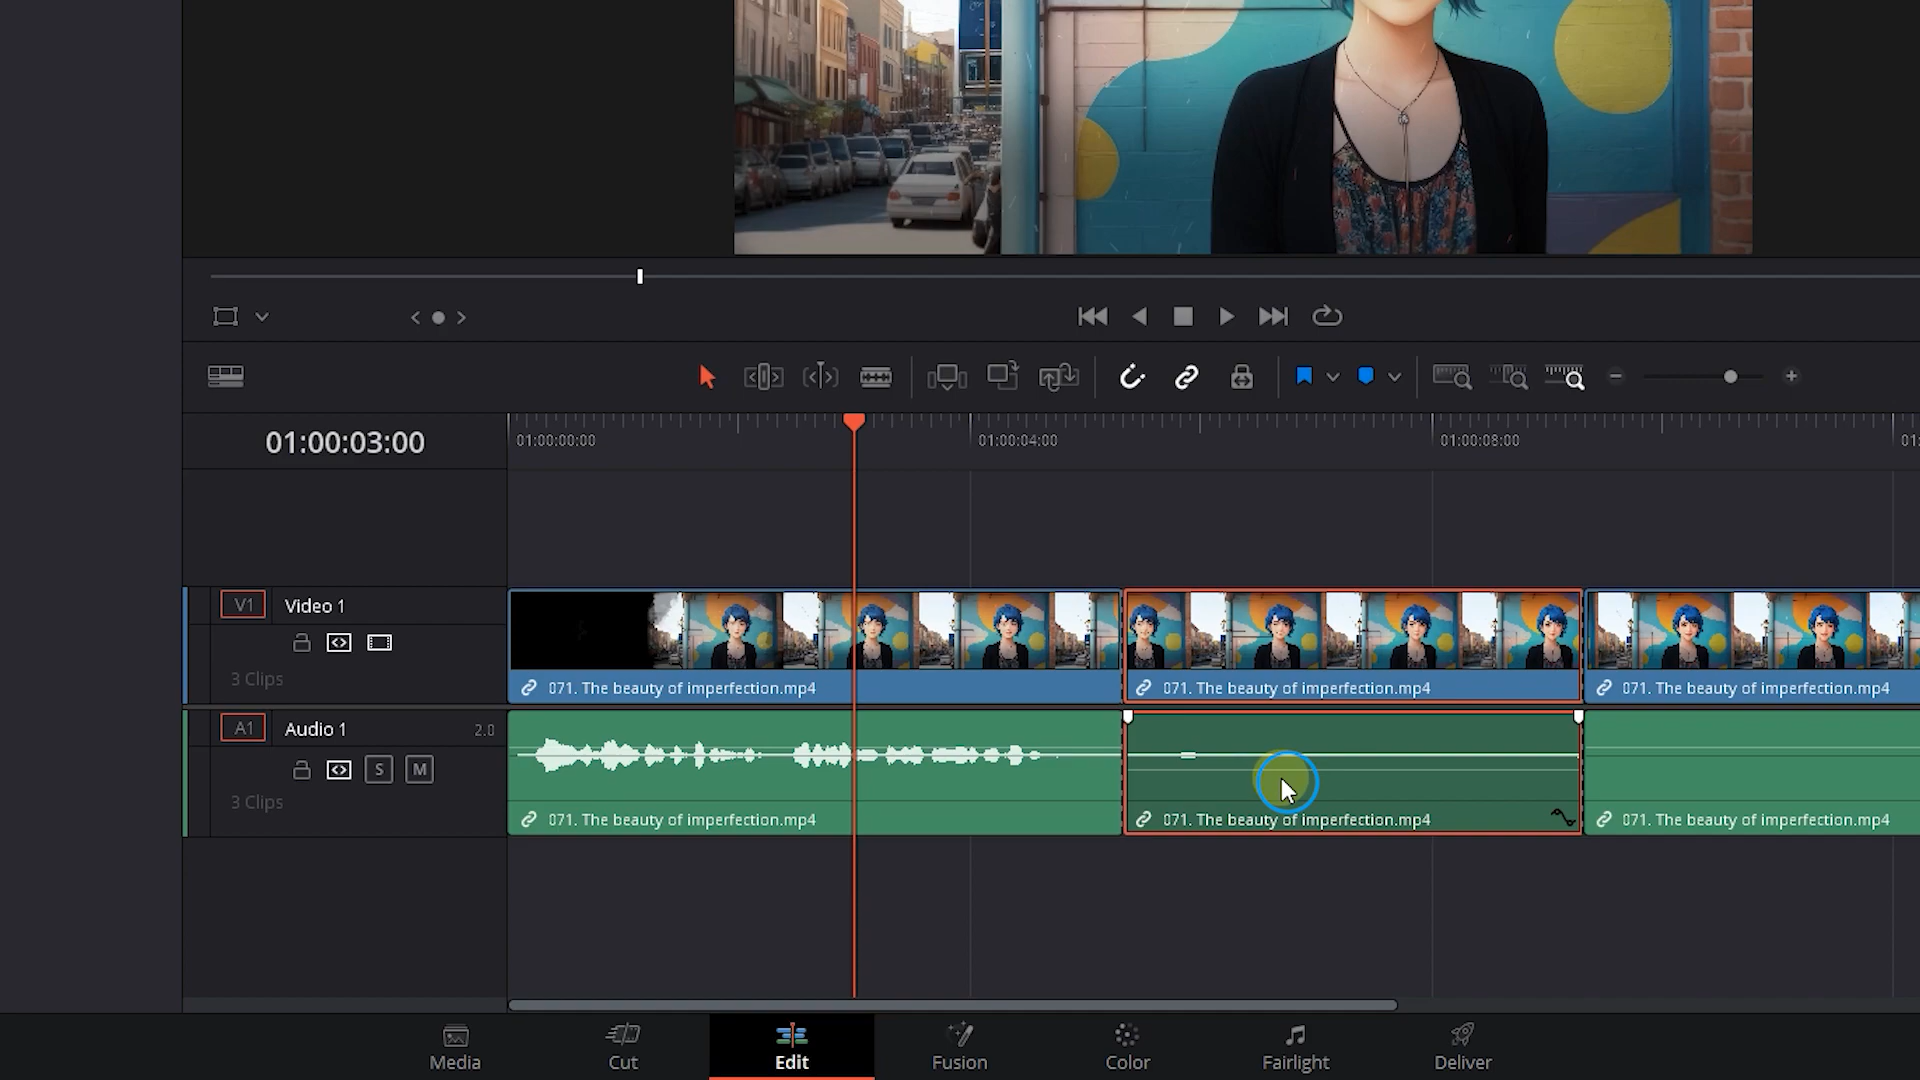 01:00:03:00
01:00:00:00
01:00:04:00
01:00:08:00
01:
V1
Video 1
3 Clips
071. The beauty of imperfection.mp4
071. The beauty of imperfection.mp4
071. The beauty of imperfection.mp4
A1
Audio 1
2.0
S
M
3 Clips
071. The beauty of imperfection.mp4
071. The beauty of imperfection.mp4
071. The beauty of imperfection.mp4
Media
Cut
Edit
Fusion
Color
Fairlight
Deliver